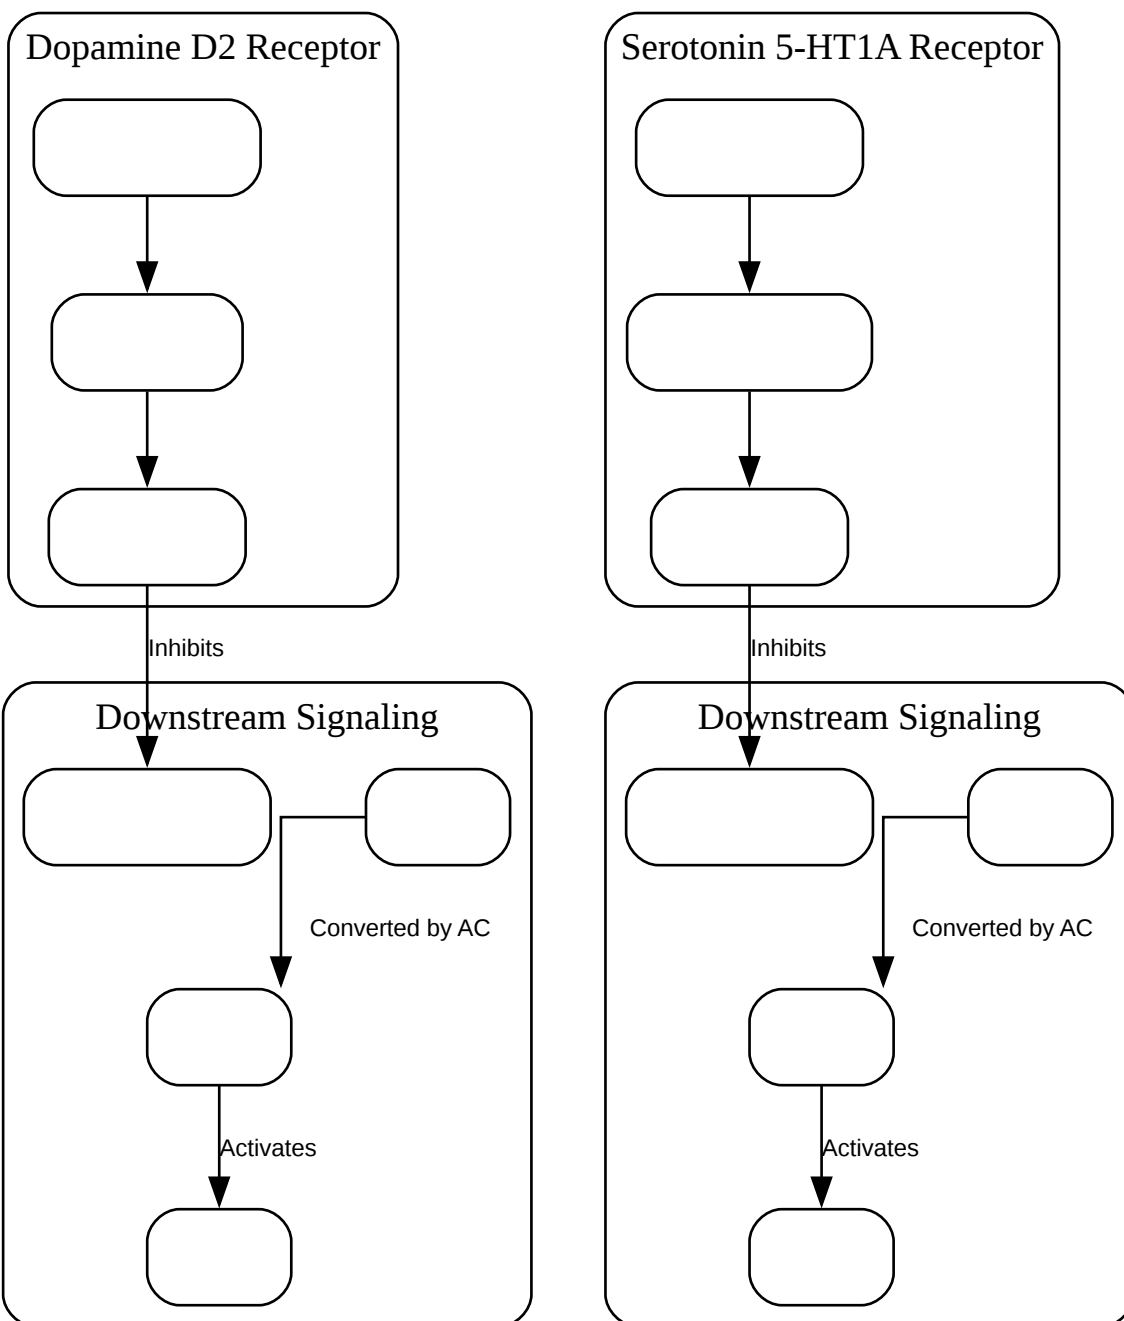 Dopamine D2 Receptor
Inhibits
Downstream Signaling
Converted by AC
Activates
Serotonin 5-HT1A Receptor
Inhibits
Downstream Signaling
Converted by AC
Activates